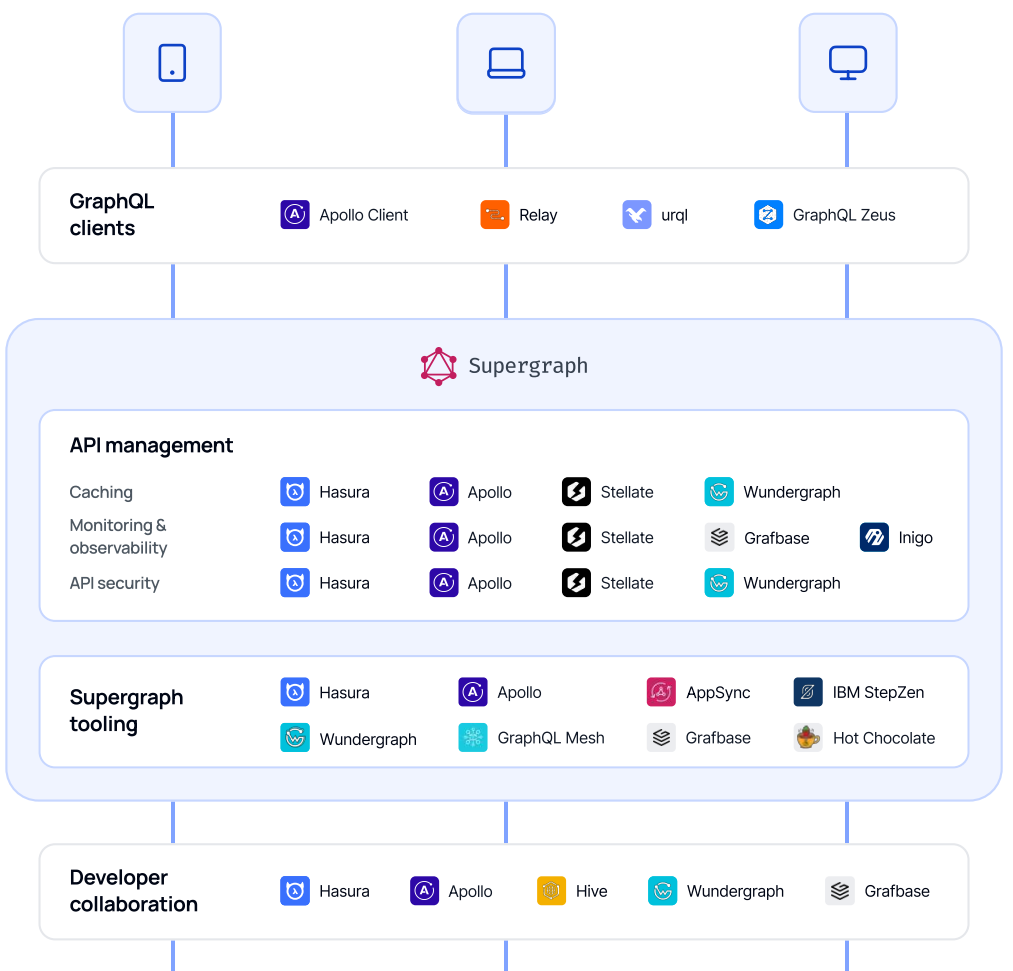 GraphQL
clients
Apollo Client
Relay
urql
GraphQL Zeus
Supergraph
API management
Caching
Hasura
Apollo
Stellate
Wundergraph
Monitoring &
observability
Hasura
Apollo
Stellate
Grafbase
Inigo
API security
Hasura
Apollo
Stellate
Wundergraph
Supergraph
tooling
Hasura
Apollo
AppSync
IBM StepZen
Wundergraph
GraphQL Mesh
Grafbase
Hot Chocolate
Developer
collaboration
Hasura
Apollo
Hive
Wundergraph
Grafbase